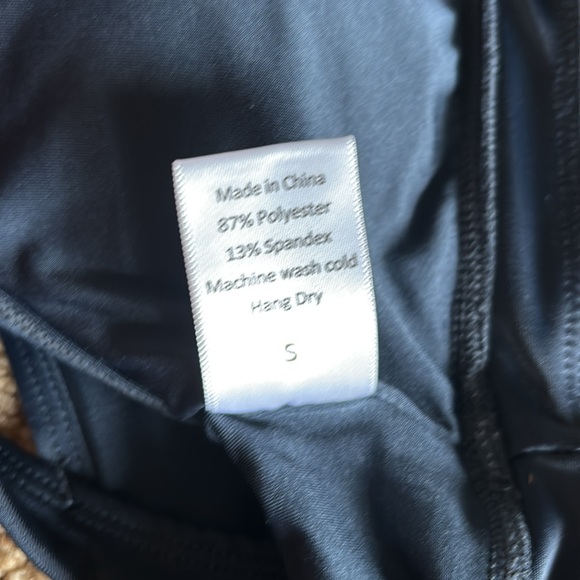 Made in China
87% Polyester
13% Spandex
Machine wash cold
Hang Dry
S